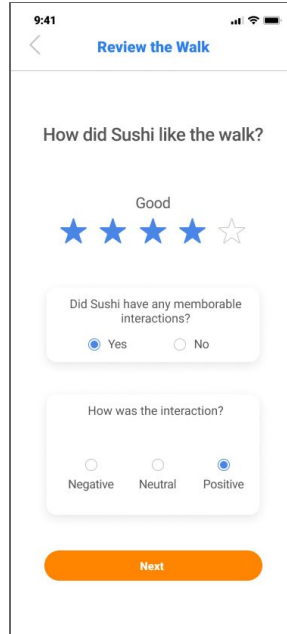 9:41
Review the Walk
How did Sushi like the walk?
Good
Did Sushi have any memborable
interactions?
Yes No
How was the interaction?
Negative Neutral Positive
Next